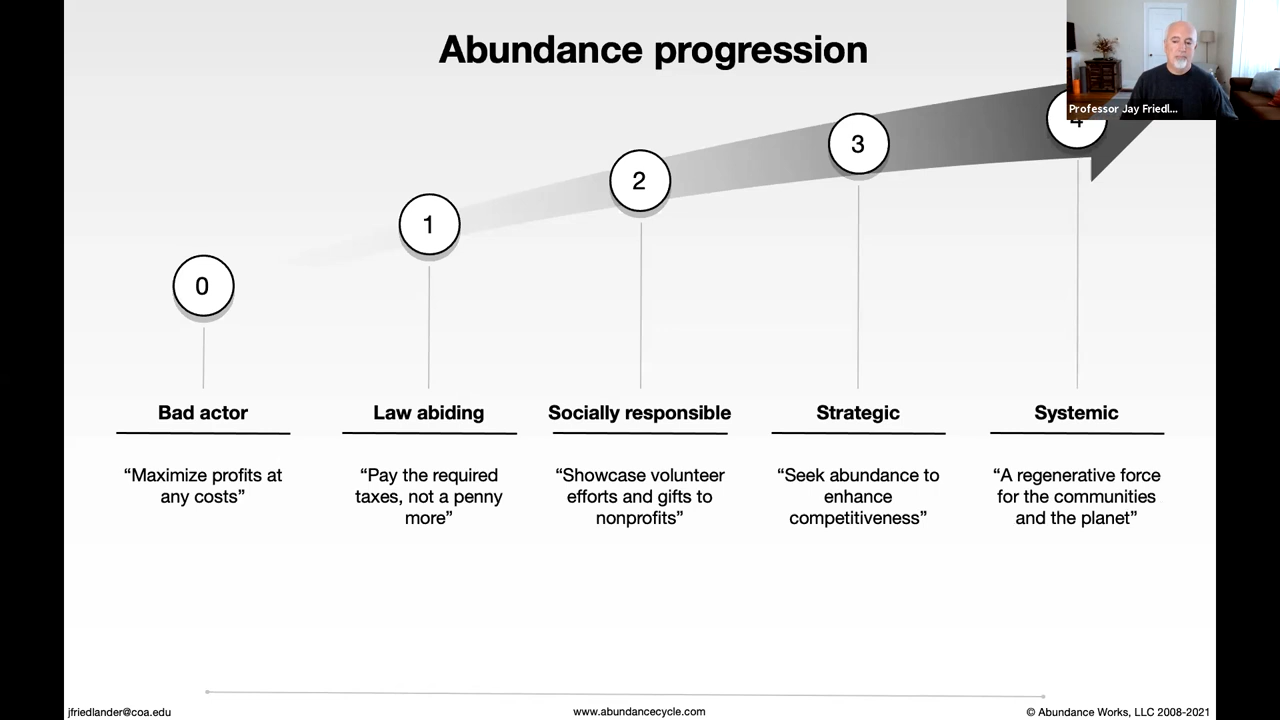 Abundance progression
Professor Jay Friedl...
0
1
2
3
4
Bad actor
“Maximize profits at
any costs”
Law abiding
“Pay the required
taxes, not a penny
more”
Socially responsible
“Showcase volunteer
efforts and gifts to
nonprofits”
Strategic
“Seek abundance to
enhance
competitiveness”
Systemic
“A regenerative force
for the communities
and the planet”
jfriedlander@coa.edu
www.abundancecycle.com
© Abundance Works, LLC 2008-2021